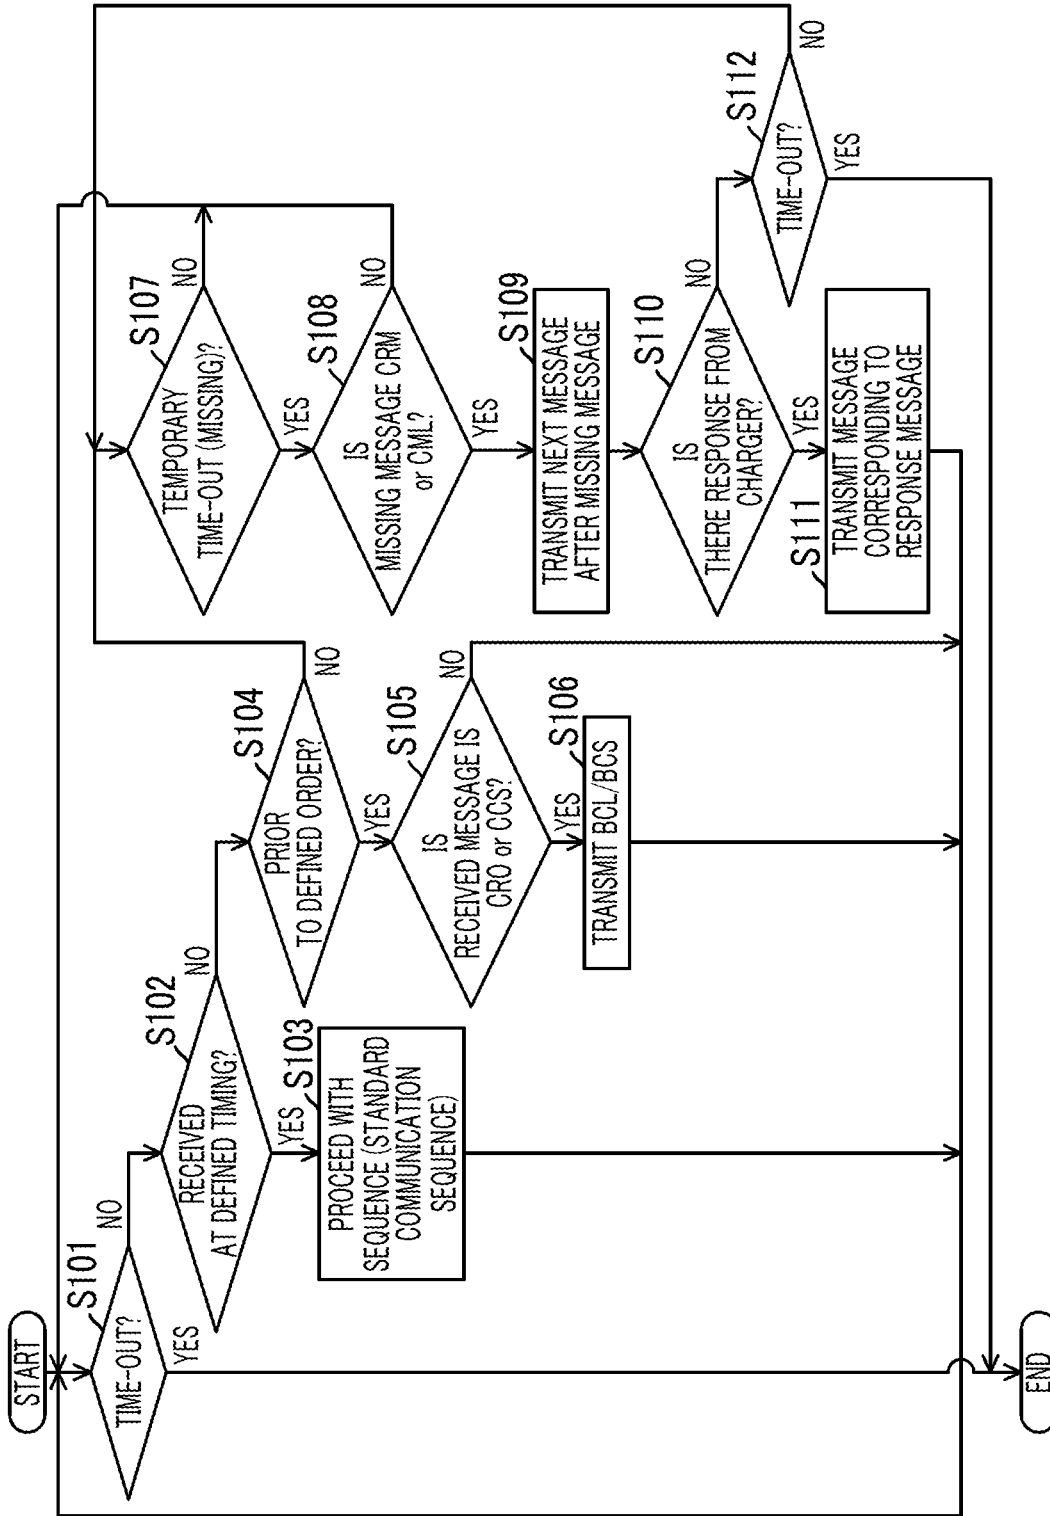 START
S101
TIME-OUT?
NO
YES
S102
RECEIVED
AT DEFINED TIMING?
NO
YES
S103
PROCEED WITH
SEQUENCE (STANDARD
COMMUNICATION
SEQUENCE)
S104
PRIOR
TO DEFINED ORDER?
NO
YES
S105
IS
RECEIVED MESSAGE IS
CRO or CCS?
NO
YES
S106
TRANSMIT BCL/BCS
S107
TEMPORARY
TIME-OUT (MISSING)?
NO
YES
S108
IS
MISSING MESSAGE CRM
or CML?
NO
YES
S109
TRANSMIT NEXT MESSAGE
AFTER MISSING MESSAGE
S110
IS
THERE RESPONSE FROM
CHARGER?
NO
YES
S111
TRANSMIT MESSAGE
CORRESPONDING TO
RESPONSE MESSAGE
S112
TIME-OUT?
NO
YES
END